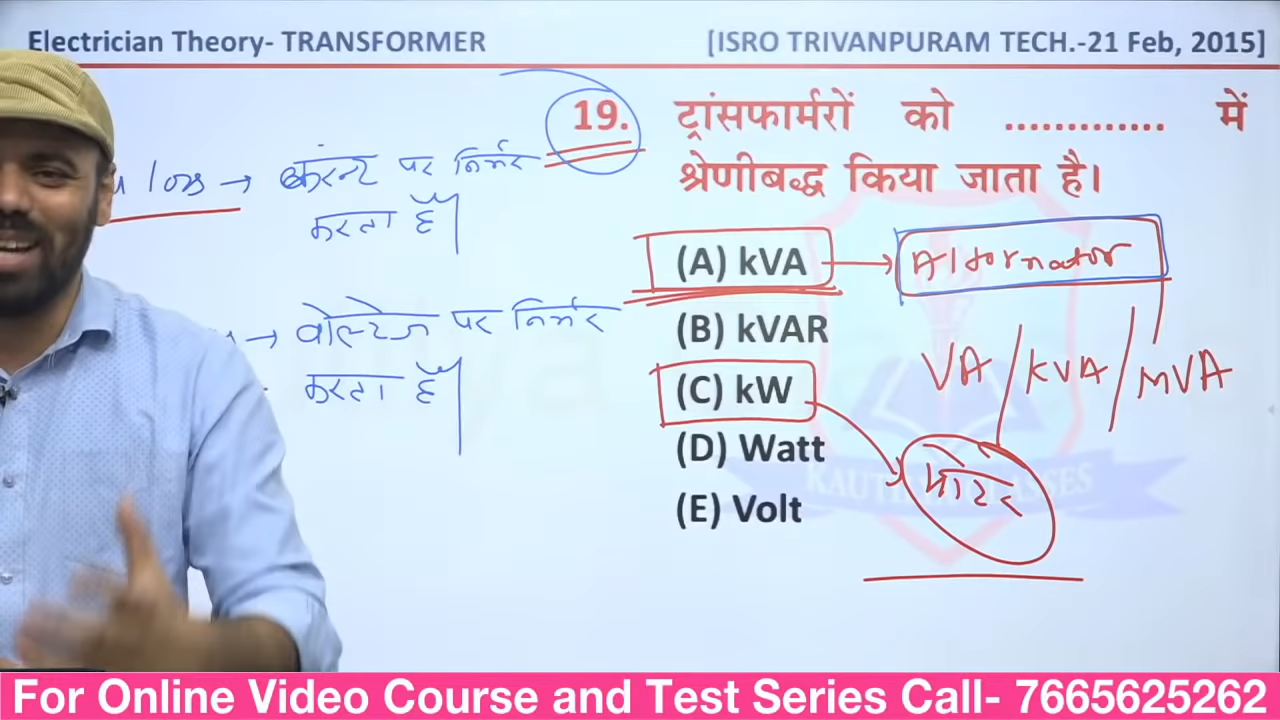 Electrician Theory- TRANSFORMER
[ISRO TRIVANPURAM TECH.-21 Feb, 2015]
19. ट्रांसफार्मरों को ............. में
श्रेणीबद्ध किया जाता है।
(A) kVA
(B) kVAR
(C) kW
(D) Watt
(E) Volt
loss → करन्ट पर निर्भर
करता है|
→ वोल्टेज पर निर्भर
करता है|
Alternator
VA / KVA / MVA
मोटर
For Online Video Course and Test Series Call- 7665625262